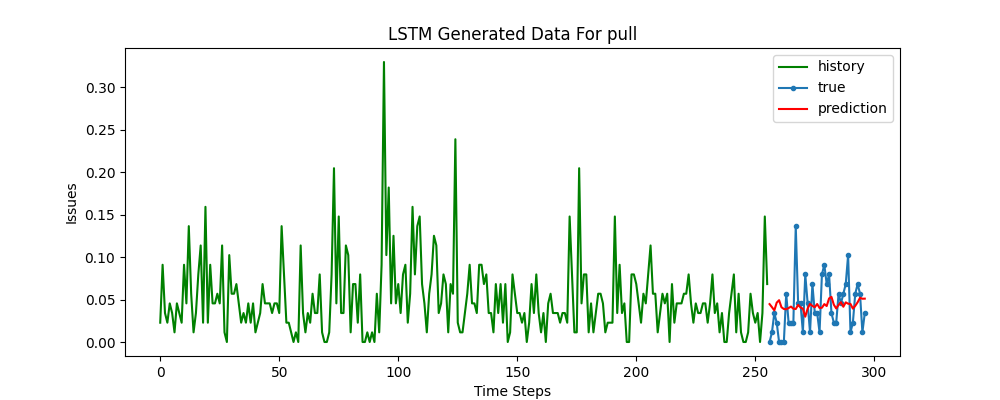 LSTM Generated Data For pull
history
true
prediction
Issues
0.30
0.25
0.20
0.15
0.10
0.05
0.00
0 50 100 150 200 250 300
Time Steps